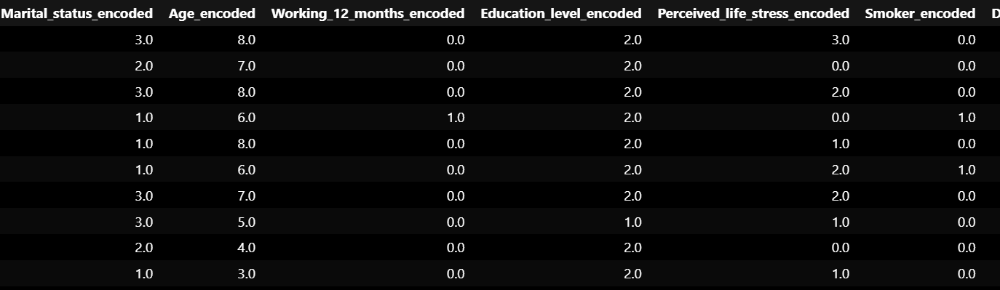 Marital_status_encoded Age_encoded Working_12_months_encoded Education_level_encoded Perceived_life_stress_encoded Smoker_encoded D
3.0 8.0 0.0 2.0 3.0 0.0
2.0 7.0 0.0 2.0 0.0 0.0
3.0 8.0 0.0 2.0 2.0 0.0
1.0 6.0 1.0 2.0 0.0 1.0
1.0 8.0 0.0 2.0 1.0 0.0
1.0 6.0 0.0 2.0 2.0 1.0
3.0 7.0 0.0 2.0 2.0 0.0
3.0 5.0 0.0 1.0 1.0 0.0
2.0 4.0 0.0 2.0 0.0 0.0
1.0 3.0 0.0 2.0 1.0 0.0